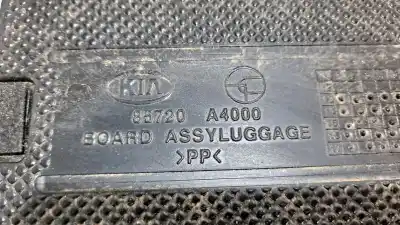 KIA
85720 A4000
BOARD ASSYLUGGAGE
>PP<